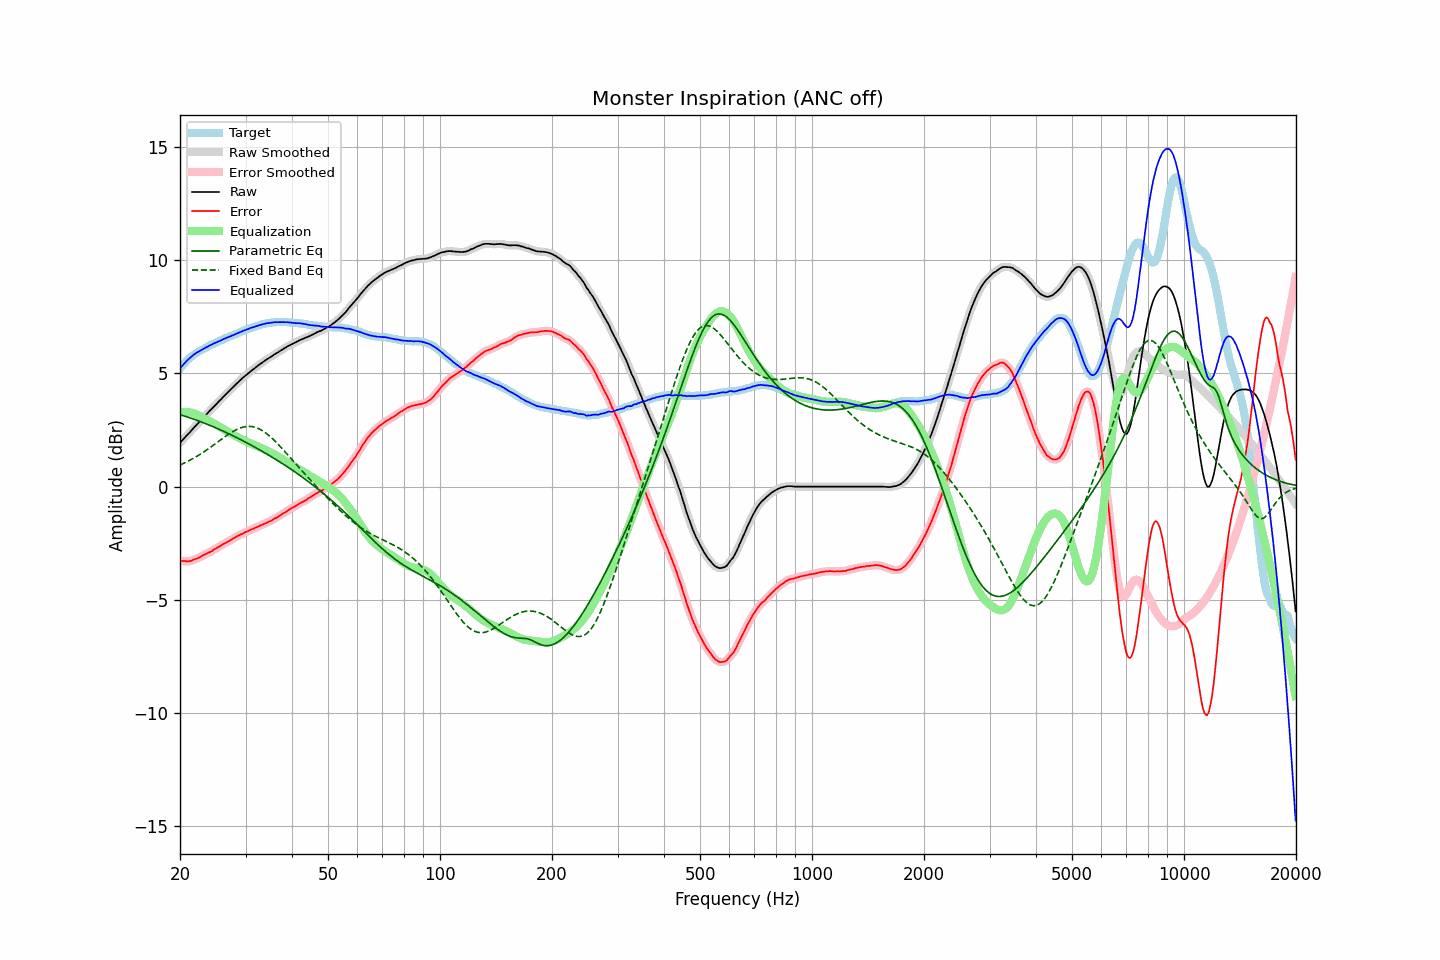 Monster Inspiration (ANC off)
Target
Raw Smoothed
Error Smoothed
Raw
Error
Equalization
Parametric Eq
Fixed Band Eq
Equalized
15
10
5
0
−5
−10
−15
Amplitude (dBr)
20 50 100 200 500 1000 2000 5000 10000 20000
Frequency (Hz)